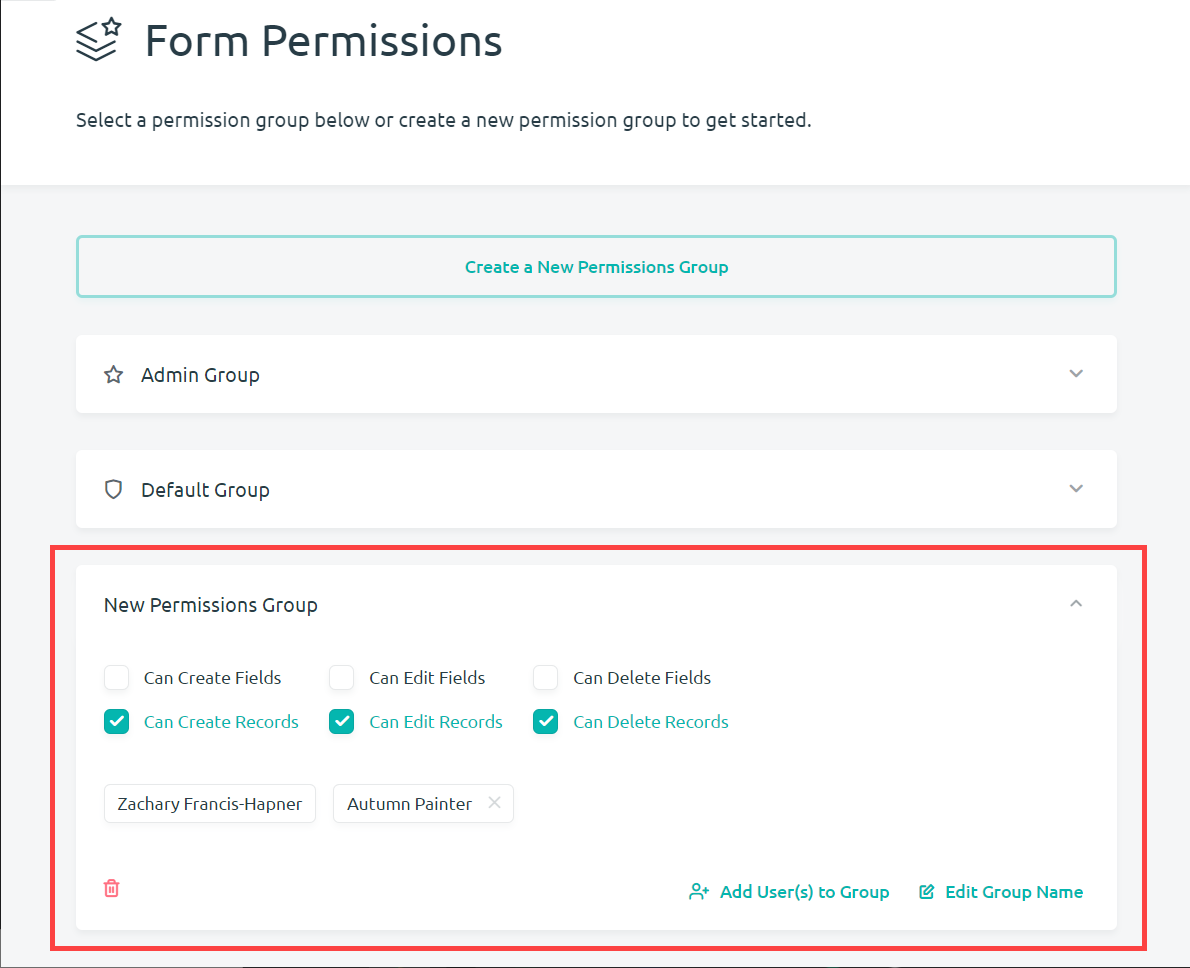 Form Permissions
Select a permission group below or create a new permission group to get started.
Create a New Permissions Group
Admin Group
Default Group
New Permissions Group
Can Create Fields Can Edit Fields Can Delete Fields
Can Create Records Can Edit Records Can Delete Records
Zachary Francis-Hapner Autumn Painter
Add User(s) to Group Edit Group Name